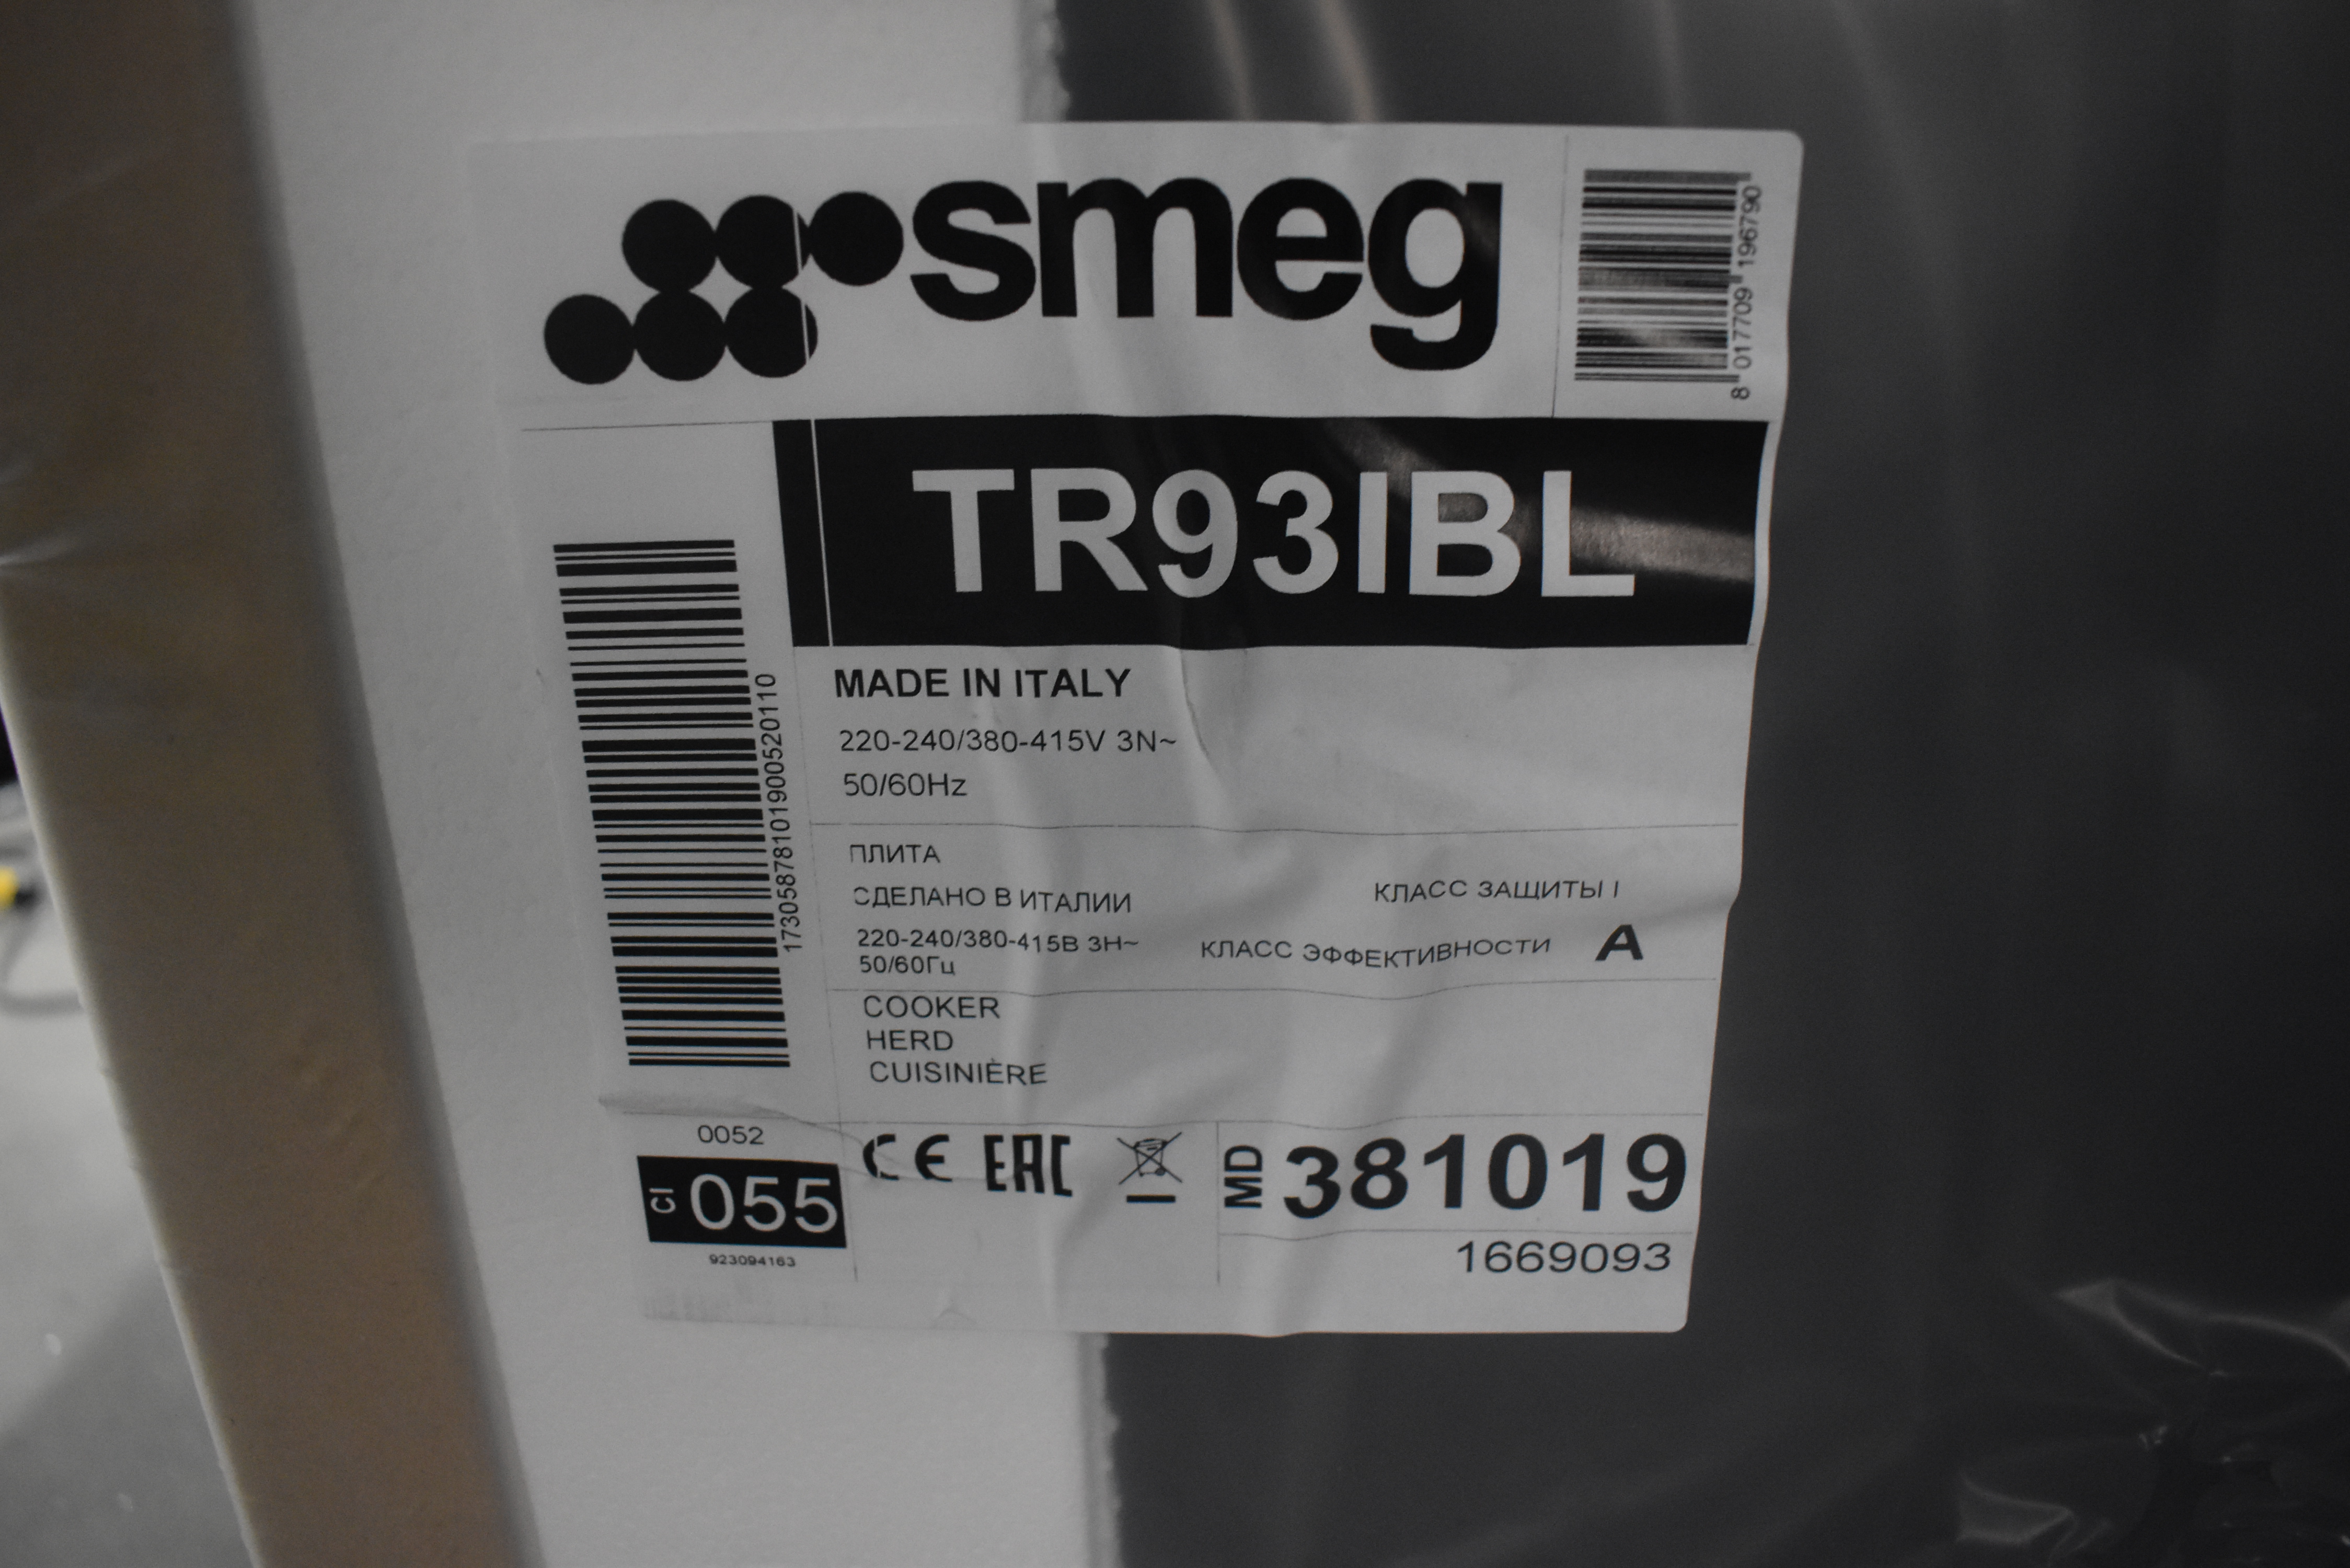 smeg
8 017709 196790
TR93IBL
17305878101900520110
MADE IN ITALY
220-240/380-415V 3N~
50/60Hz
ПЛИТА
СДЕЛАНО В ИТАЛИИ
КЛАСС ЗАЩИТЫ I
220-240/380-415В 3Н~
50/60Гц
КЛАСС ЭФФЕКТИВНОСТИ A
COOKER
HERD
CUISINIÈRE
0052
CI 055
923094163
CE EAC
MD 381019
1669093